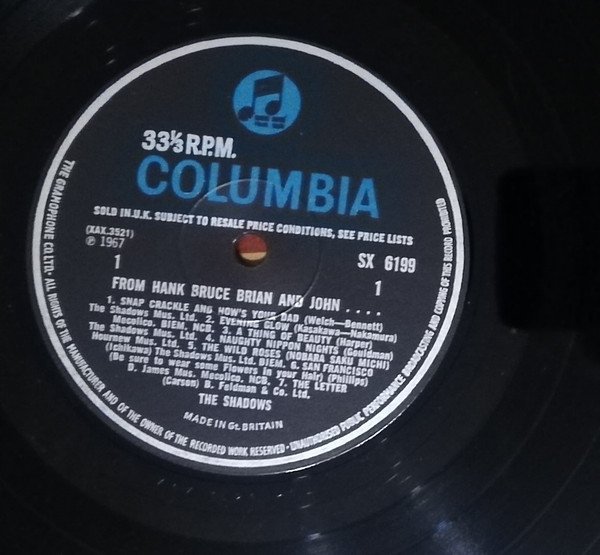 33⅓ R.P.M.
COLUMBIA
SOLD IN U.K. SUBJECT TO RESALE PRICE CONDITIONS, SEE PRICE LISTS
(XAX.3521)
℗ 1967
SX 6199
1
1
FROM HANK BRUCE BRIAN AND JOHN ....
1. SNAP CRACKLE AND HOW'S YOUR DAD (Welch—Bennett)
The Shadows Mus. Ltd. 2. EVENING GLOW (Kasakawa—Nakamura)
Mecolico. BIEM, NCB. 3. A THING OF BEAUTY (Harper)
The Shadows Mus. Ltd. 4. NAUGHTY NIPPON NIGHTS (Gouldman)
Hournew Mus. Ltd. 5. THE WILD ROSES (NOBARA SAKU MICHI)
(Ichikawa) The Shadows Mus. Ltd. BIEM. 6. SAN FRANCISCO
(Be sure to wear some Flowers in your Hair) (Phillips)
D. James Mus. Mecolico, NCB. 7. THE LETTER
(Carson) B. Feldman & Co. Ltd.
THE SHADOWS
MADE IN Gt. BRITAIN
THE GRAMOPHONE CO. LTD. · ALL RIGHTS OF THE MANUFACTURER AND OF THE OWNER OF THE RECORDED WORK RESERVED · UNAUTHORISED PUBLIC PERFORMANCE BROADCASTING AND COPYING OF THIS RECORD PROHIBITED